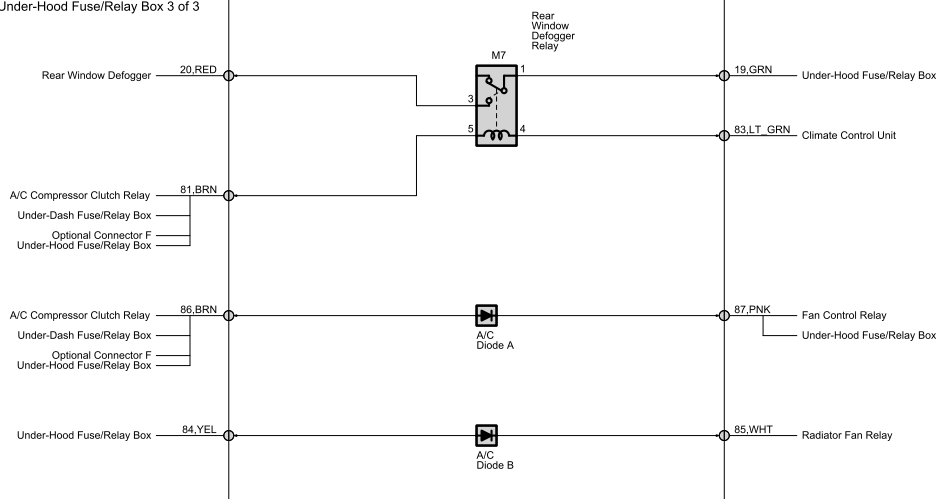 Under-Hood Fuse/Relay Box 3 of 3
Rear
Window
Defogger
Relay
M7
Rear Window Defogger
20,RED
1
19,GRN
Under-Hood Fuse/Relay Box
3
5
4
83,LT_GRN
Climate Control Unit
A/C Compressor Clutch Relay
81,BRN
Under-Dash Fuse/Relay Box
Optional Connector F
Under-Hood Fuse/Relay Box
A/C Compressor Clutch Relay
86,BRN
87,PNK
Fan Control Relay
Under-Dash Fuse/Relay Box
A/C
Diode A
Under-Hood Fuse/Relay Box
Optional Connector F
Under-Hood Fuse/Relay Box
Under-Hood Fuse/Relay Box
84,YEL
85,WHT
Radiator Fan Relay
A/C
Diode B